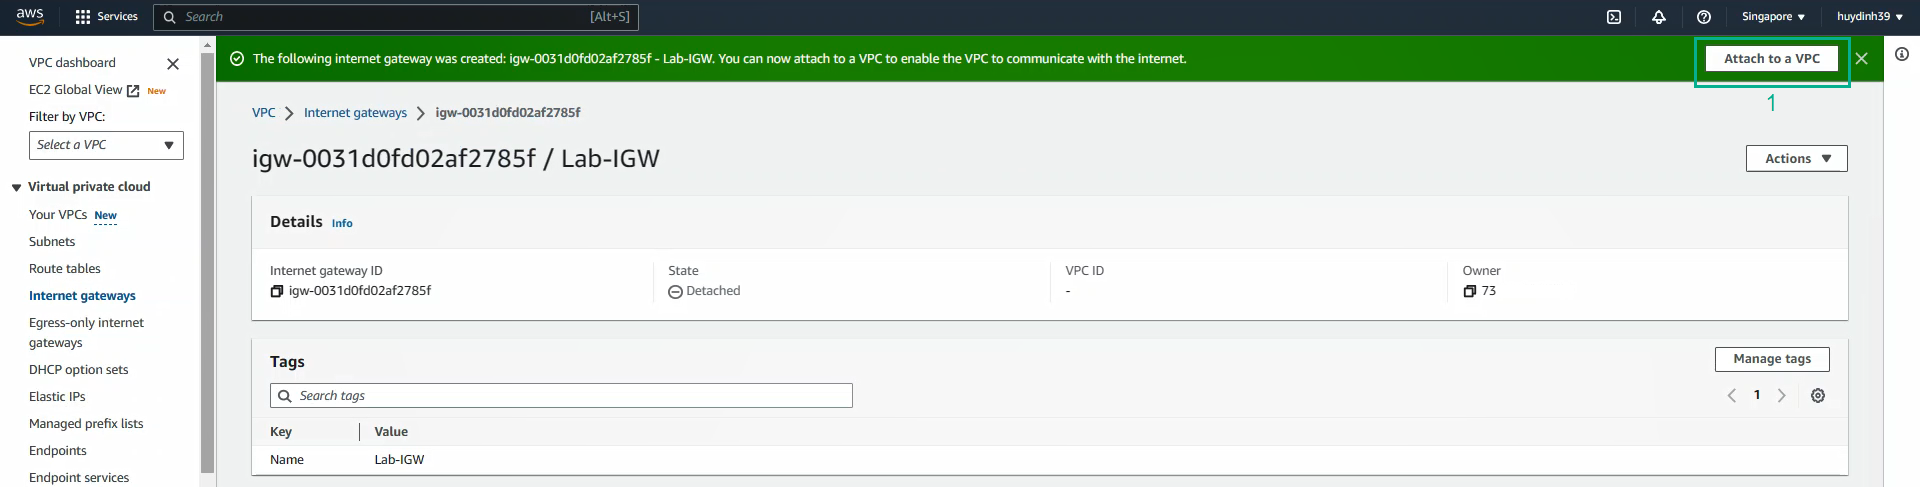 aws Services Search [Alt+S] Singapore huydinh39
VPC dashboard
EC2 Global View New
Filter by VPC:
Select a VPC
Virtual private cloud
Your VPCs New
Subnets
Route tables
Internet gateways
Egress-only internet
gateways
DHCP option sets
Elastic IPs
Managed prefix lists
Endpoints
Endpoint services
The following internet gateway was created: igw-0031d0fd02af2785f - Lab-IGW. You can now attach to a VPC to enable the VPC to communicate with the internet.
Attach to a VPC
1
VPC Internet gateways igw-0031d0fd02af2785f
igw-0031d0fd02af2785f / Lab-IGW
Actions
Details Info
Internet gateway ID
igw-0031d0fd02af2785f
State
Detached
VPC ID
-
Owner
73
Tags
Manage tags
Search tags
1
Key Value
Name Lab-IGW